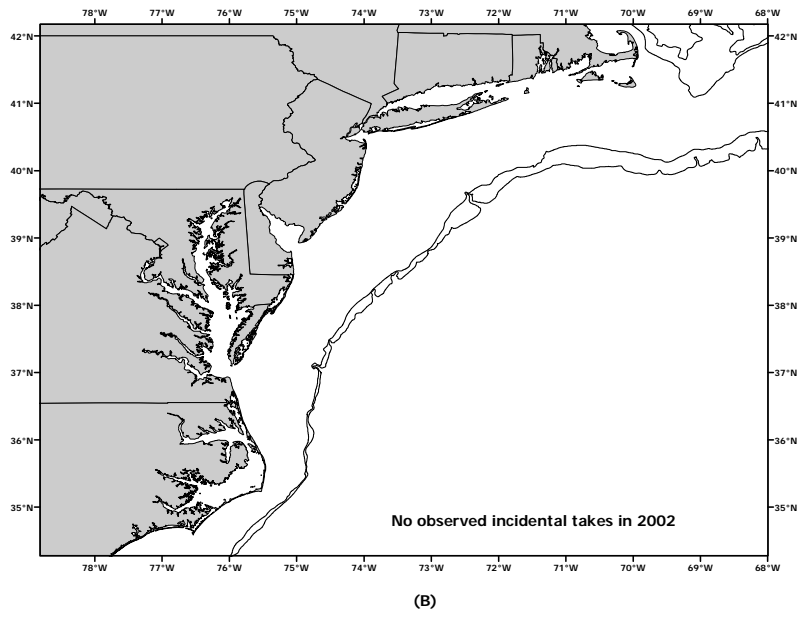 78°W 77°W 76°W 75°W 74°W 73°W 72°W 71°W 70°W 69°W 68°W
42°N 42°N
41°N 41°N
40°N 40°N
39°N 39°N
38°N 38°N
37°N 37°N
36°N 36°N
35°N 35°N
No observed incidental takes in 2002
78°W 77°W 76°W 75°W 74°W 73°W 72°W 71°W 70°W 69°W 68°W
(B)